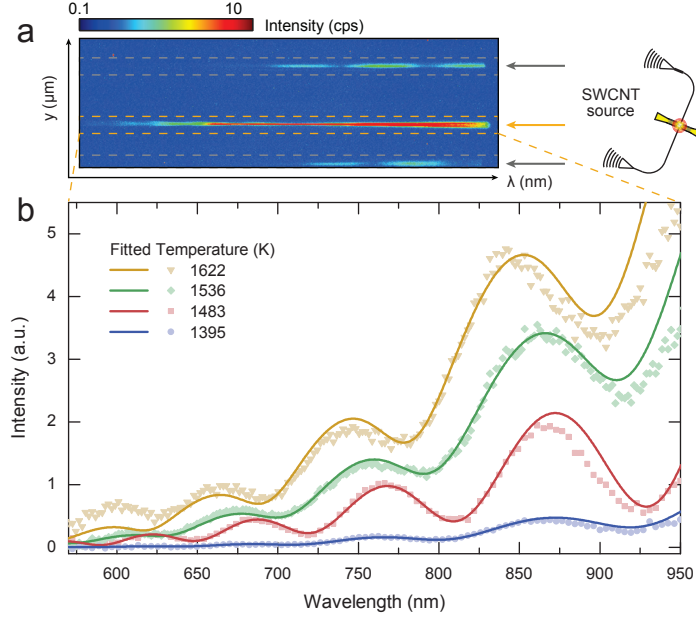 0.1 10 Intensity (cps)
a
y (μm)
λ (nm)
SWCNT
source
b
Fitted Temperature (K)
1622
1536
1483
1395
Intensity (a.u.)
5
4
3
2
1
0
600 650 700 750 800 850 900 950
Wavelength (nm)